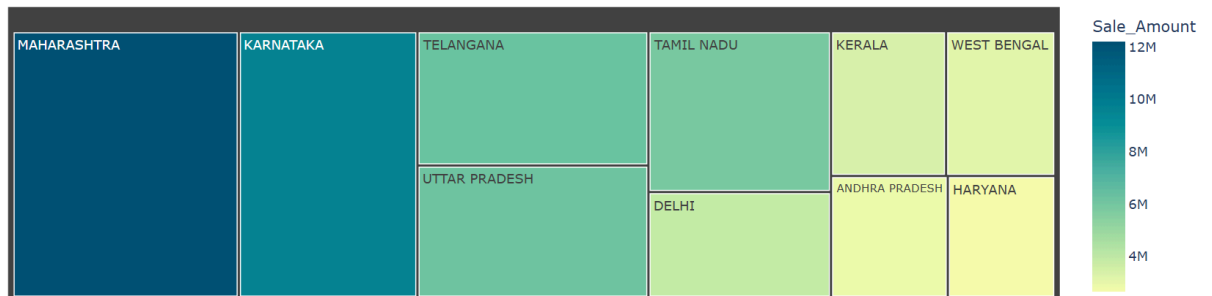 MAHARASHTRA
KARNATAKA
TELANGANA
TAMIL NADU
KERALA
WEST BENGAL
UTTAR PRADESH
DELHI
ANDHRA PRADESH
HARYANA
Sale_Amount
12M
10M
8M
6M
4M